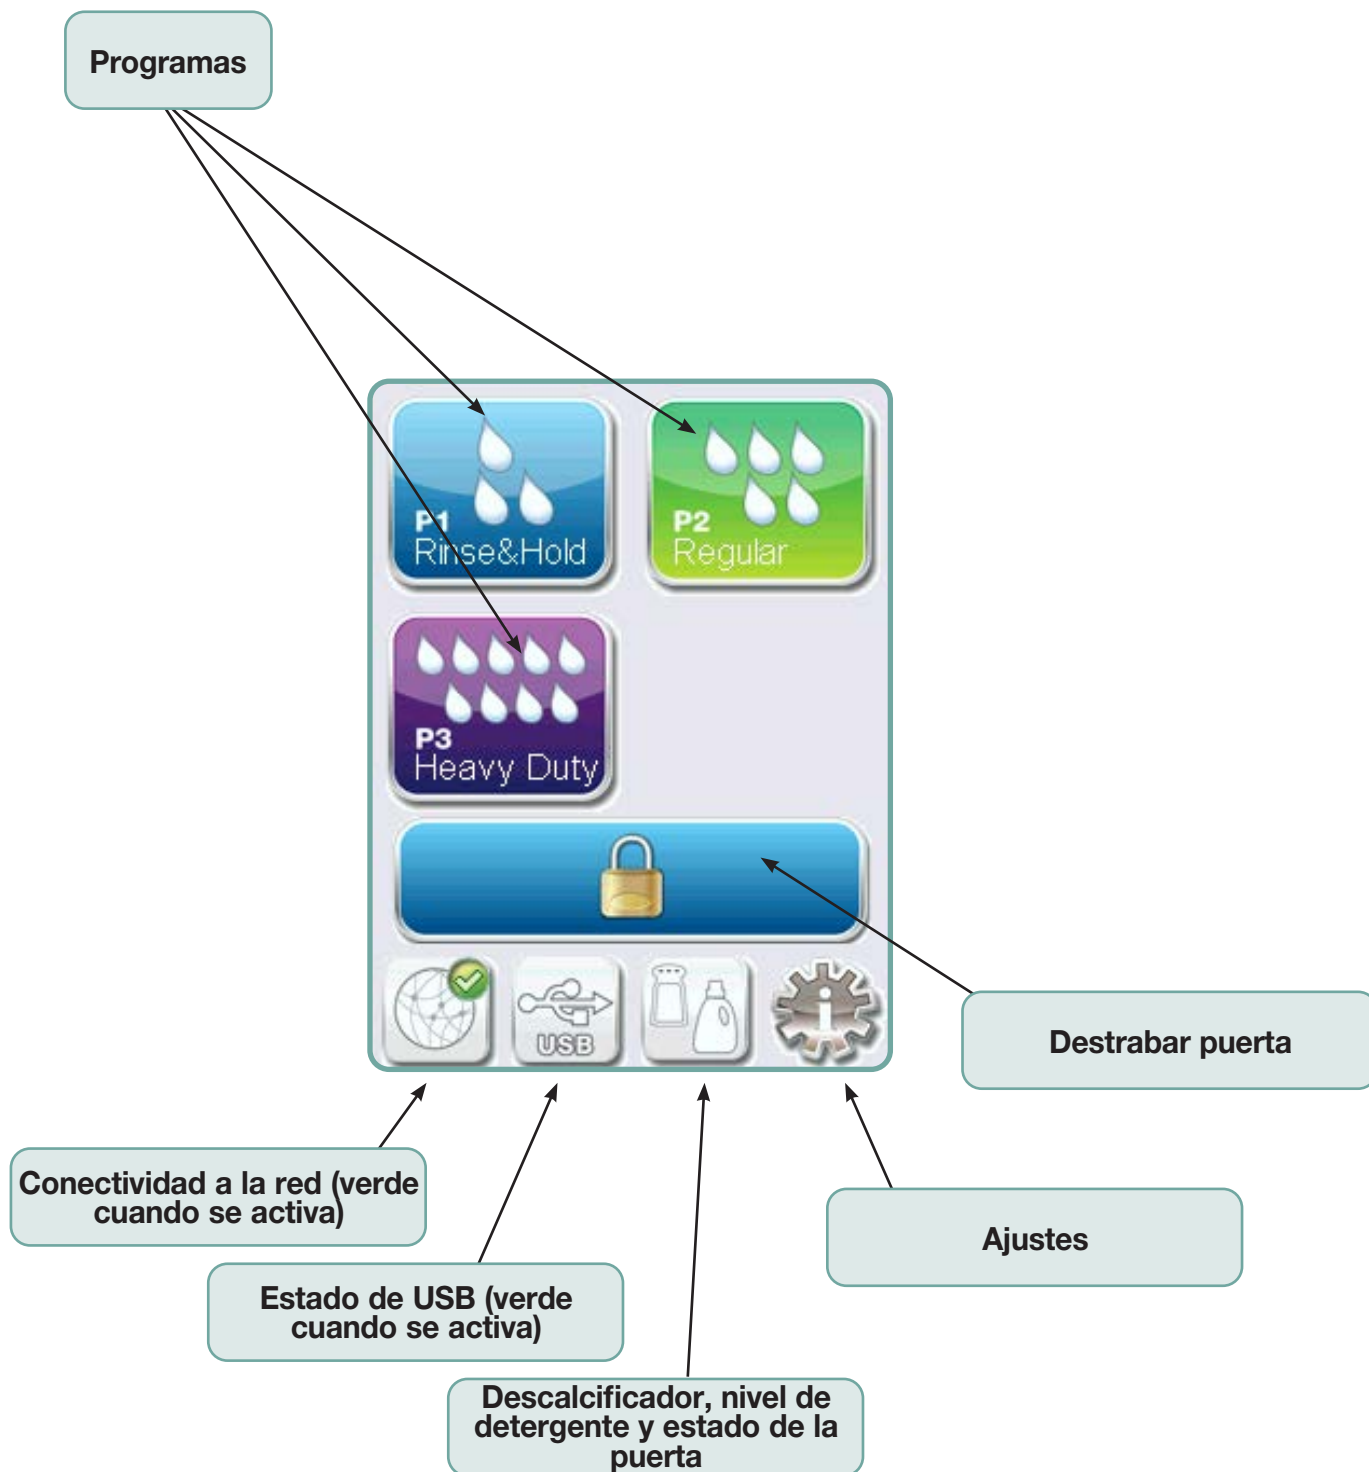 Programas
P1
Rinse&Hold
P2
Regular
P3
Heavy Duty
USB
Destrabar puerta
Conectividad a la red (verde
cuando se activa)
Ajustes
Estado de USB (verde
cuando se activa)
Descalcificador, nivel de
detergente y estado de la
puerta